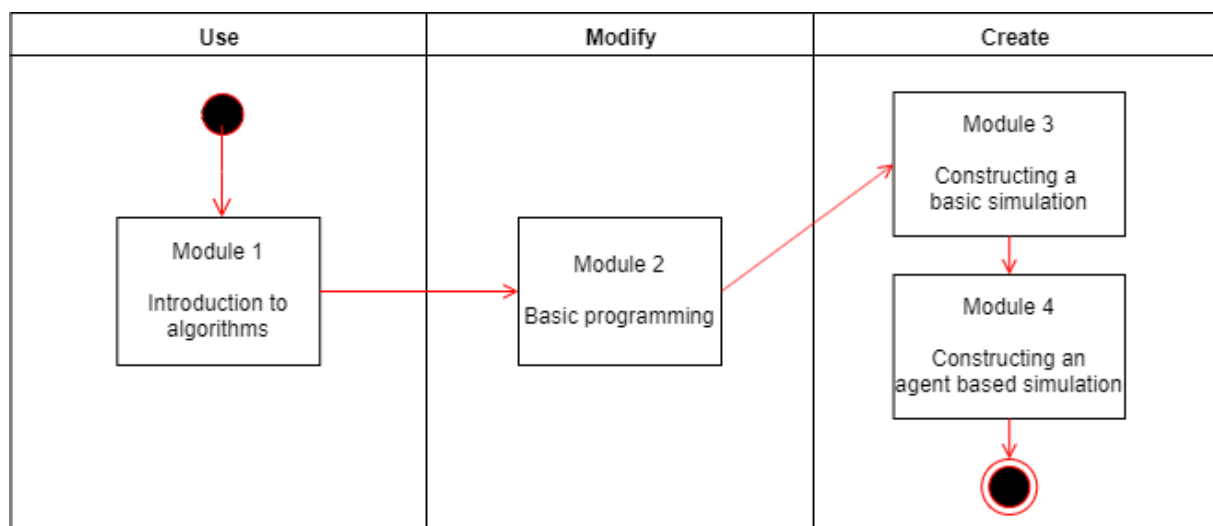 Use
Modify
Create
Module 1
Introduction to
algorithms
Module 2
Basic programming
Module 3
Constructing a
basic simulation
Module 4
Constructing an
agent based simulation